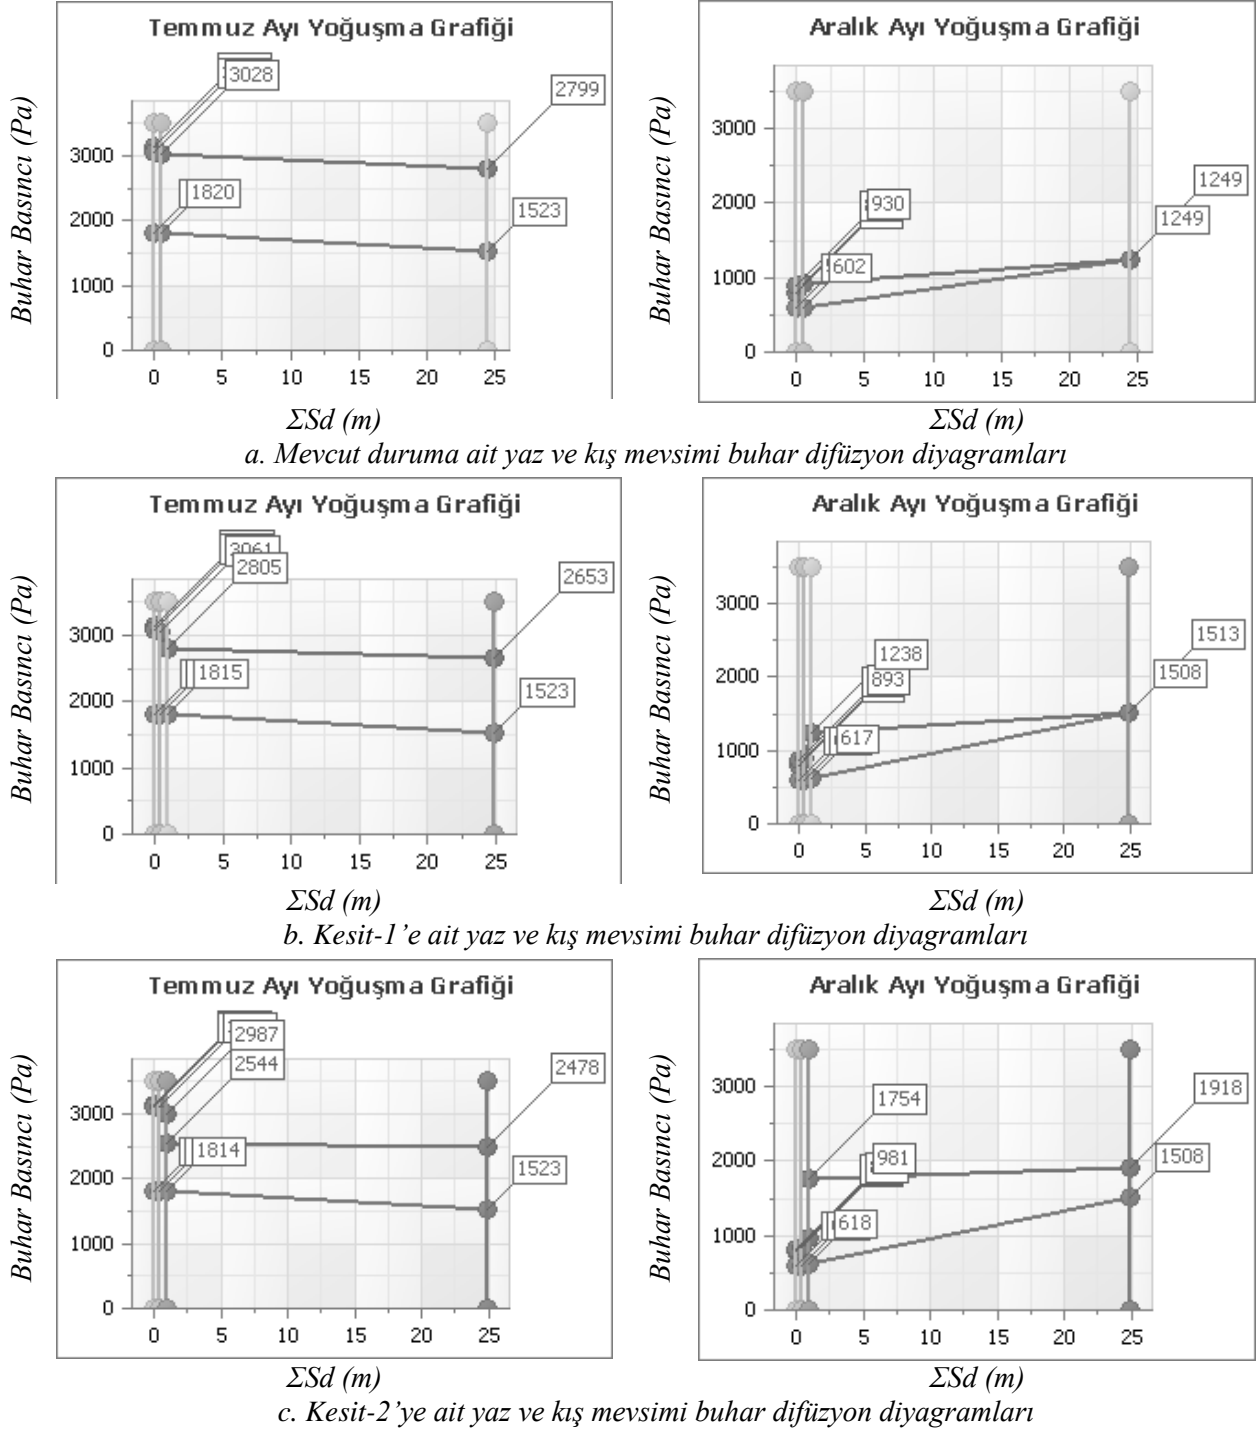 Temmuz Ayı Yoğuşma Grafiği
Buhar Basıncı (Pa)
3028
2799
1820
1523
3000
2000
1000
0
0 5 10 15 20 25
ΣSd (m)
Aralık Ayı Yoğuşma Grafiği
Buhar Basıncı (Pa)
930
602
1249
1249
3000
2000
1000
0
0 5 10 15 20 25
ΣSd (m)
a. Mevcut duruma ait yaz ve kış mevsimi buhar difüzyon diyagramları
Temmuz Ayı Yoğuşma Grafiği
Buhar Basıncı (Pa)
3061
2805
2653
1815
1523
3000
2000
1000
0
0 5 10 15 20 25
ΣSd (m)
Aralık Ayı Yoğuşma Grafiği
Buhar Basıncı (Pa)
1238
893
617
1513
1508
3000
2000
1000
0
0 5 10 15 20 25
ΣSd (m)
b. Kesit-1’e ait yaz ve kış mevsimi buhar difüzyon diyagramları
Temmuz Ayı Yoğuşma Grafiği
Buhar Basıncı (Pa)
2987
2544
2478
1814
1523
3000
2000
1000
0
0 5 10 15 20 25
ΣSd (m)
Aralık Ayı Yoğuşma Grafiği
Buhar Basıncı (Pa)
1754
981
618
1918
1508
3000
2000
1000
0
0 5 10 15 20 25
ΣSd (m)
c. Kesit-2’ye ait yaz ve kış mevsimi buhar difüzyon diyagramları